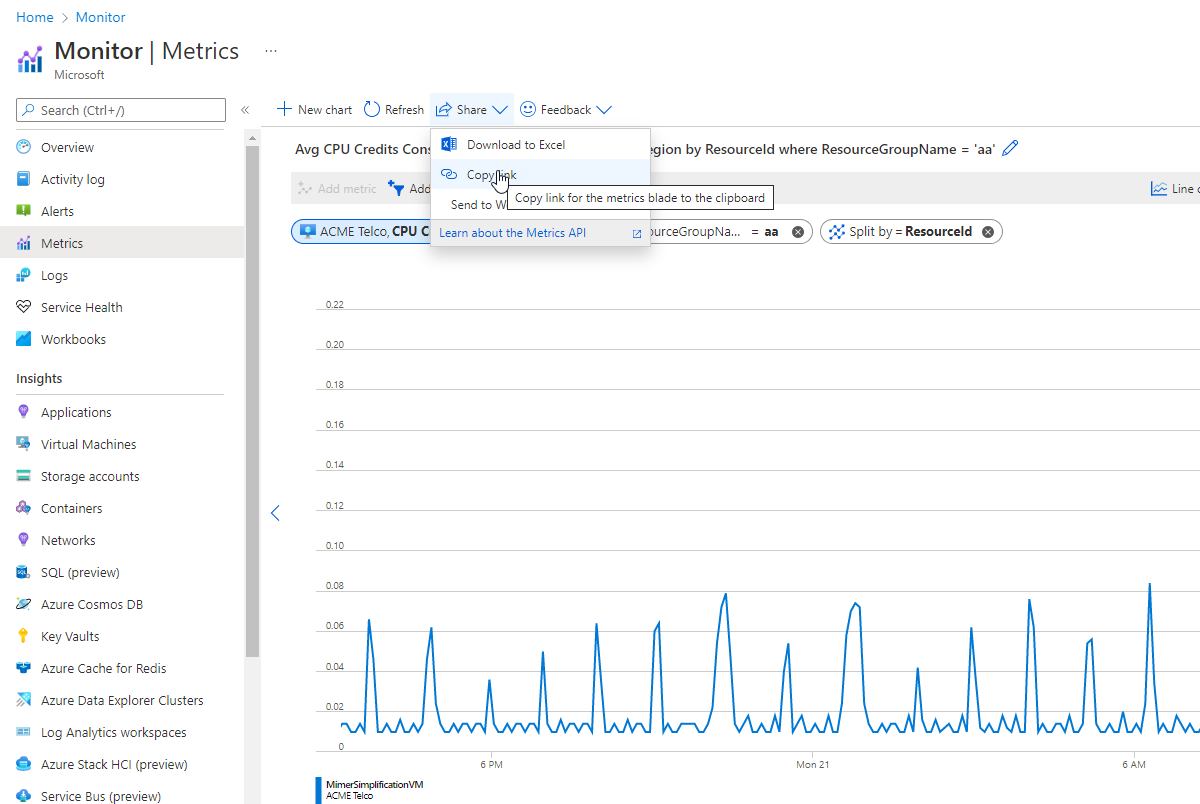 Home > Monitor
Monitor | Metrics ...
Microsoft
Search (Ctrl+/)
«
Overview
Activity log
Alerts
Metrics
Logs
Service Health
Workbooks
Insights
Applications
Virtual Machines
Storage accounts
Containers
Networks
SQL (preview)
Azure Cosmos DB
Key Vaults
Azure Cache for Redis
Azure Data Explorer Clusters
Log Analytics workspaces
Azure Stack HCI (preview)
Service Bus (preview)
New chart Refresh Share Feedback
Avg CPU Credits Cons egion by ResourceId where ResourceGroupName = 'aa'
Add metric Add Line c
Download to Excel
Copy link
Copy link for the metrics blade to the clipboard
Send to W
Learn about the Metrics API
ACME Telco, CPU C urceGroupNa... = aa Split by = ResourceId
0.22
0.20
0.18
0.16
0.14
0.12
0.10
0.08
0.06
0.04
0.02
0
6 PM Mon 21 6 AM
MimerSimplificationVM
ACME Telco